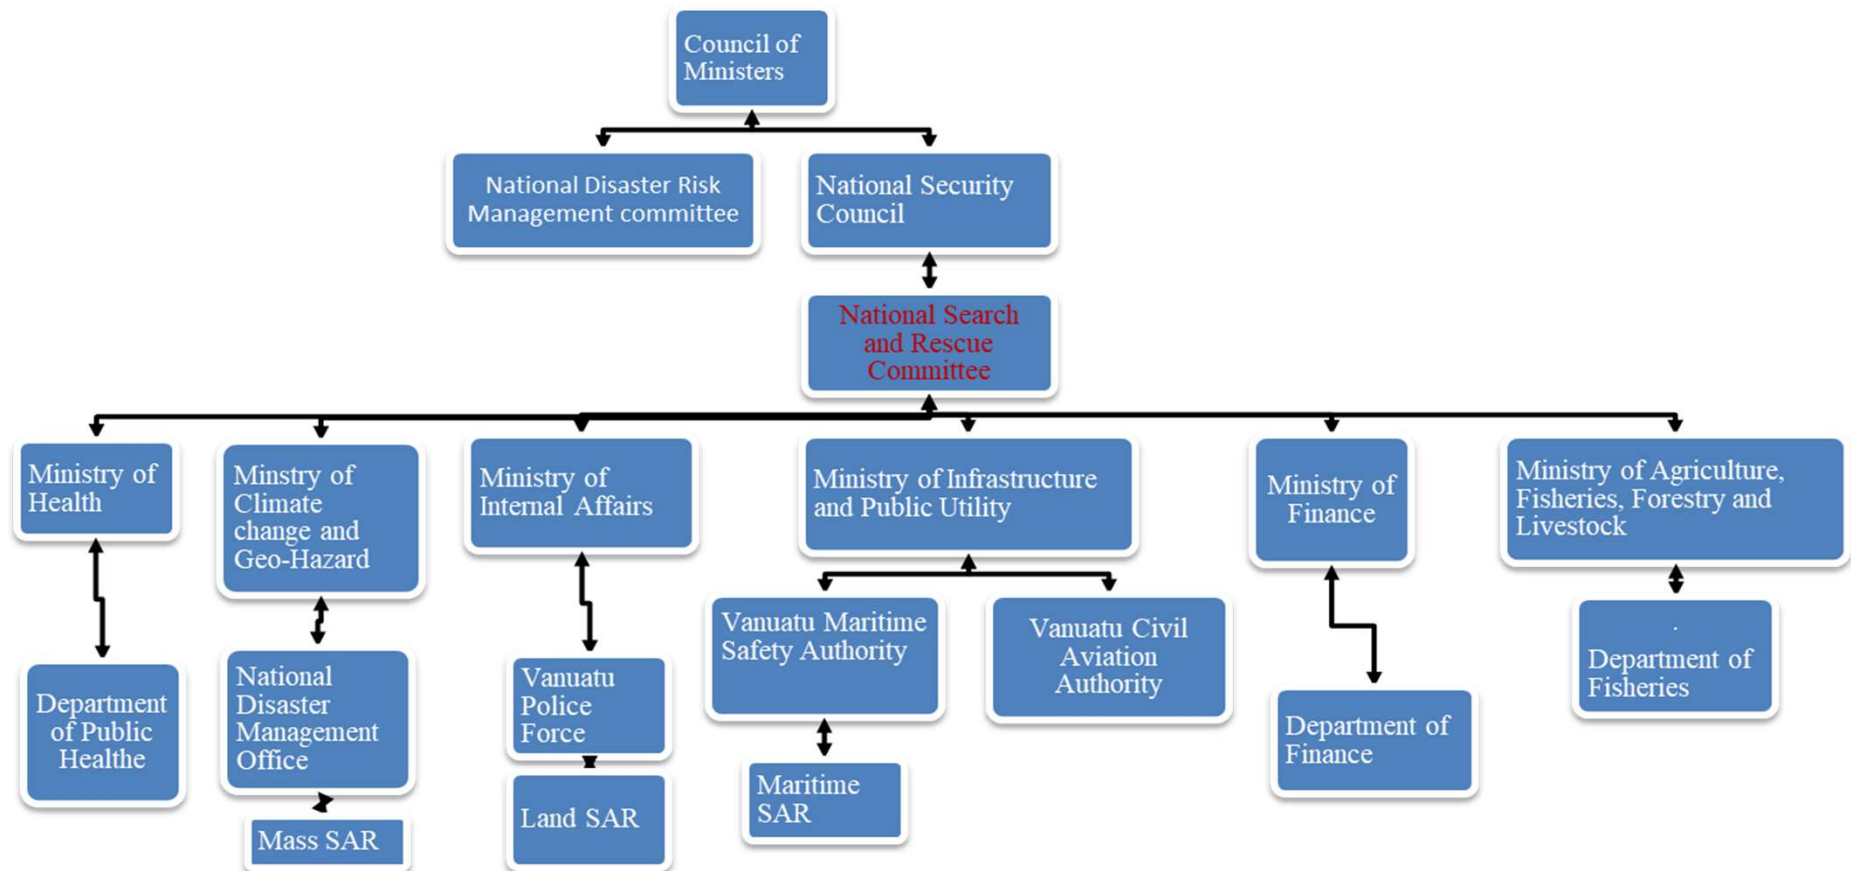 Council of
Ministers
National Disaster Risk
Management committee
National Security
Council
National Search
and Rescue
Committee
Ministry of
Health
Minstry of
Climate
change and
Geo-Hazard
Ministry of
Internal Affairs
Ministry of Infrastructure
and Public Utility
Ministry of
Finance
Ministry of Agriculture,
Fisheries, Forestry and
Livestock
Department
of Public
Healthe
National
Disaster
Management
Office
Vanuatu
Police
Force
Vanuatu Maritime
Safety Authority
Vanuatu Civil
Aviation
Authority
Department of
Finance
.
Department of
Fisheries
Mass SAR
Land SAR
Maritime
SAR